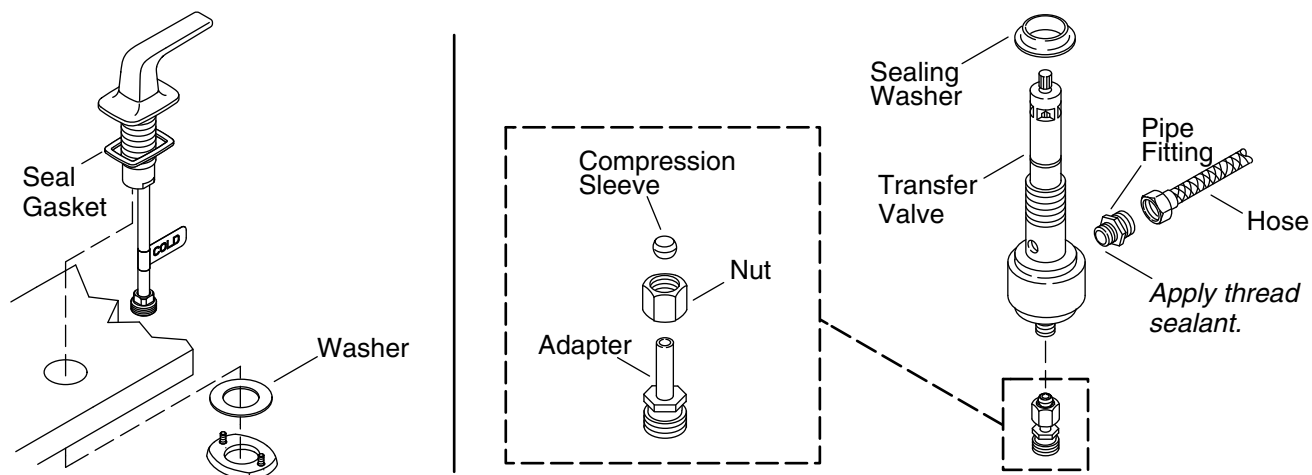 Seal
Gasket
COLD
Washer
Compression
Sleeve
Nut
Adapter
Sealing
Washer
Transfer
Valve
Pipe
Fitting
Hose
Apply thread
sealant.